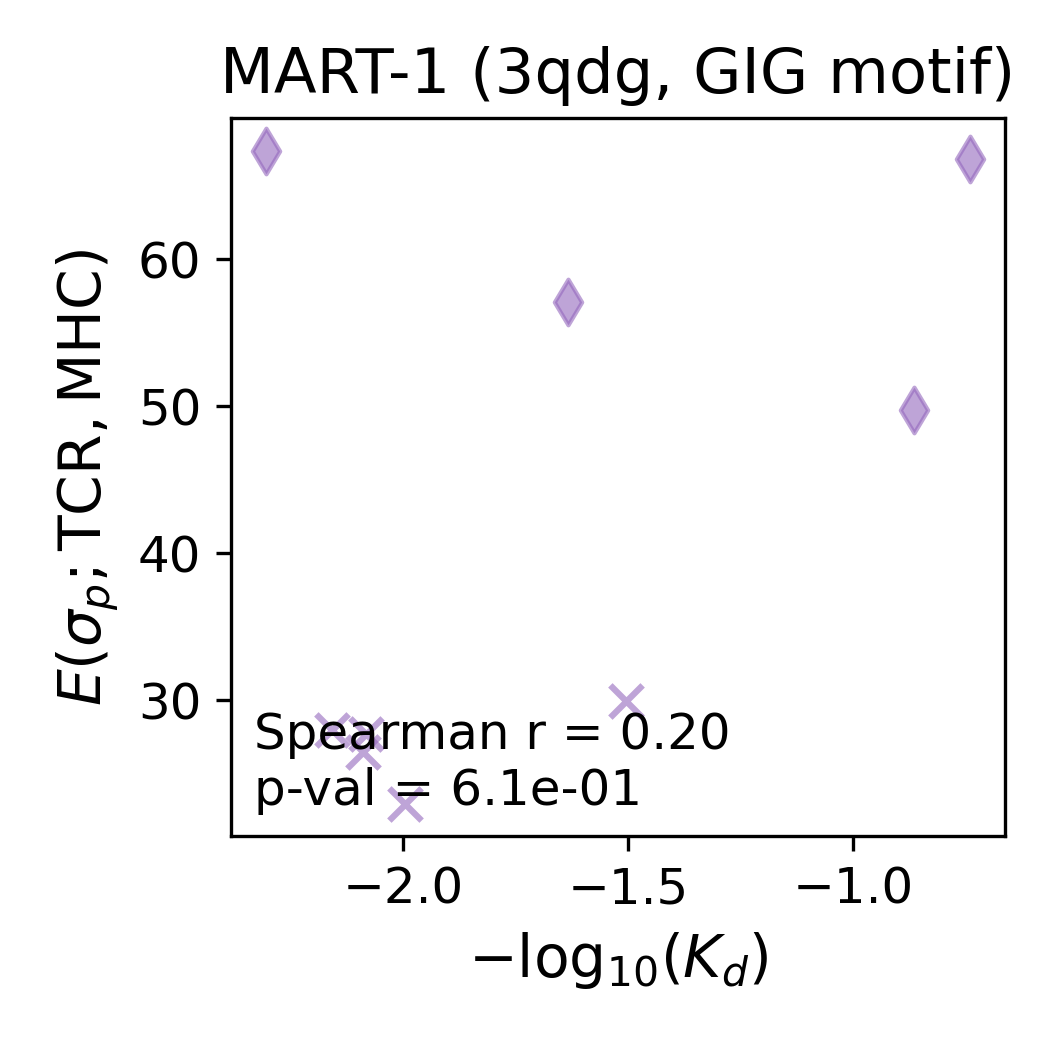 MART-1 (3qdg, GIG motif)
E(σₚ; TCR, MHC)
60
50
40
30
Spearman r = 0.20
p-val = 6.1e-01
−2.0 −1.5 −1.0
−log₁₀(K_d)